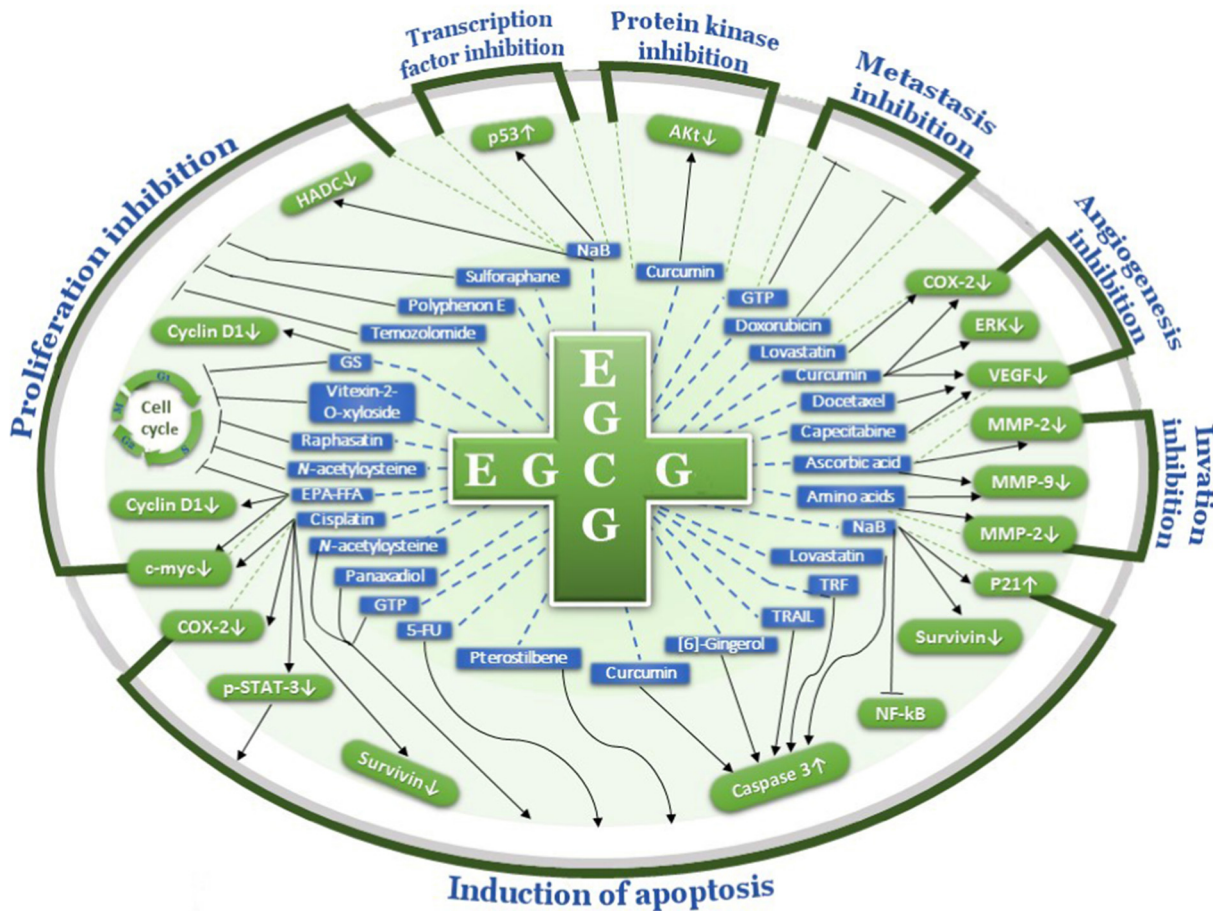 Transcription
factor inhibition
Protein kinase
inhibition
Metastasis
inhibition
Angiogenesis
inhibition
Invation
inhibition
Induction of apoptosis
Proliferation inhibition
p53↑
AKt↓
HADC↓
NaB
Curcumin
Sulforaphane
Polyphenon E
Temozolomide
Cyclin D1↓
GS
Vitexin-2-
O-xyloside
Raphasatin
N-acetylcysteine
EPA-FFA
Cisplatin
N-acetylcysteine
Panaxadiol
GTP
5-FU
Pterostilbene
Curcumin
[6]-Gingerol
TRAIL
TRF
Lovastatin
NaB
Amino acids
Ascorbic acid
Capecitabine
Docetaxel
Curcumin
Lovastatin
Doxorubicin
GTP
COX-2↓
ERK↓
VEGF↓
MMP-2↓
MMP-9↓
MMP-2↓
P21↑
Survivin↓
NF-kB
Caspase 3↑
Survivin↓
p-STAT-3↓
COX-2↓
c-myc↓
Cyclin D1↓
Cell
cycle
G1
S
G2
M
E
G
E G C G
G